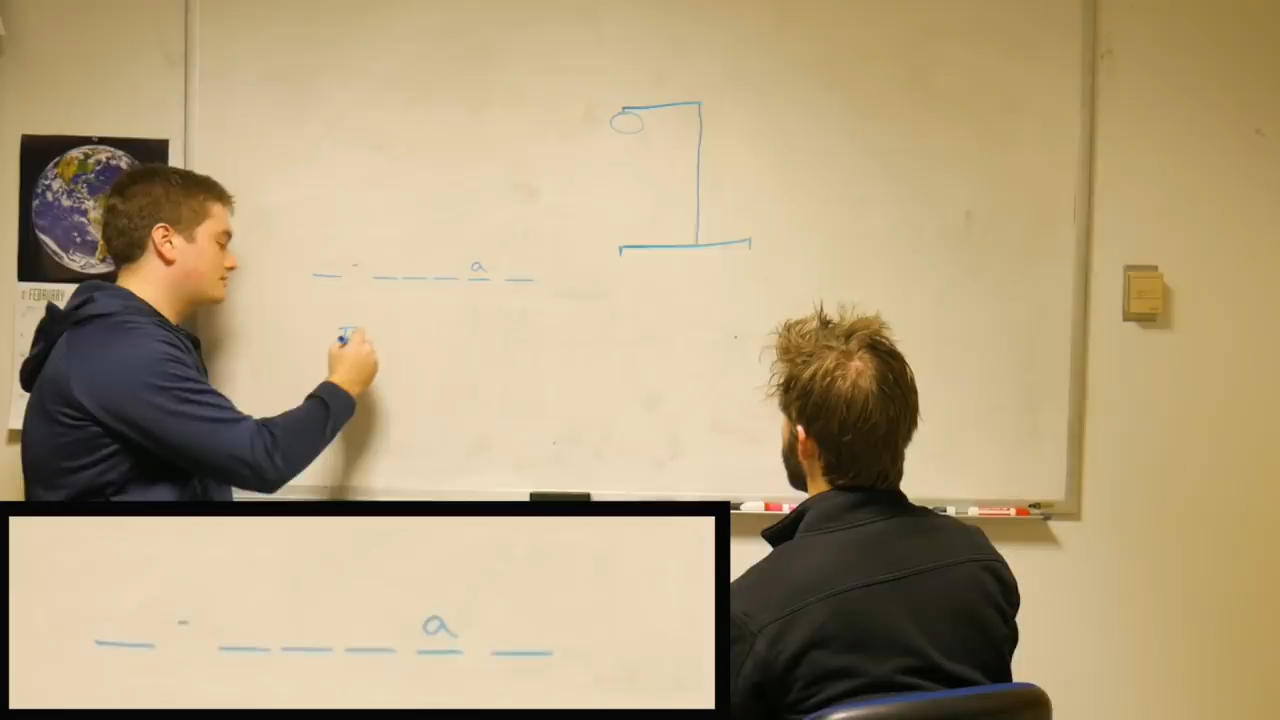 FEBRUARY
_ - _ _ _ a _
I
_ - _ _ _ a _